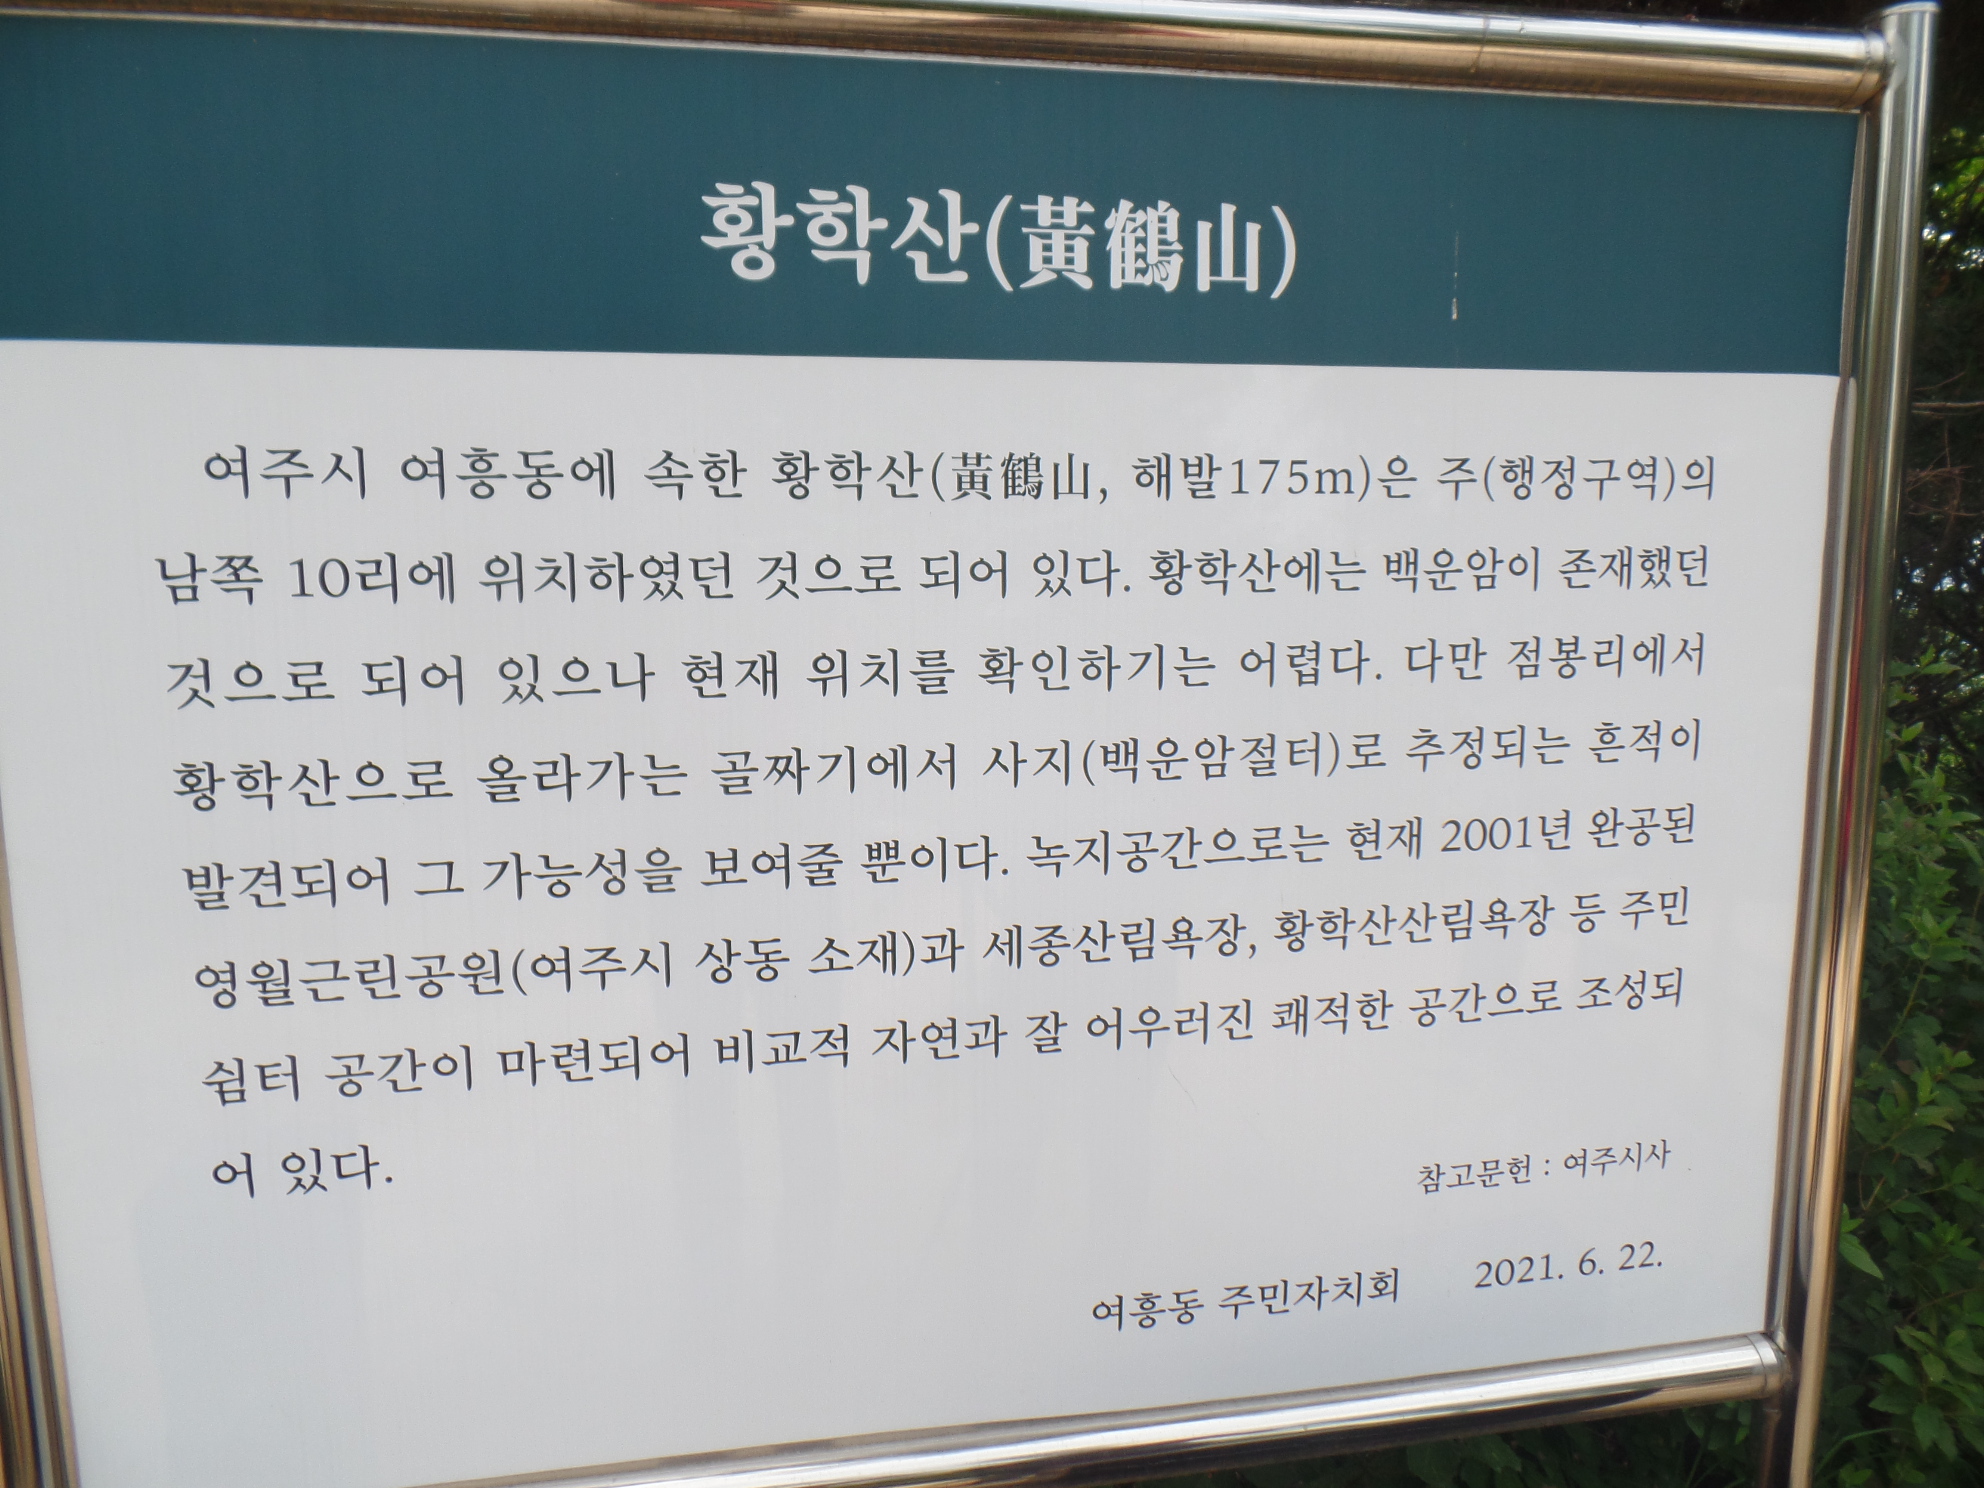 황학산(黃鶴山)
여주시 여흥동에 속한 황학산(黃鶴山, 해발175m)은 주(행정구역)의
남쪽 10리에 위치하였던 것으로 되어 있다. 황학산에는 백운암이 존재했던
것으로 되어 있으나 현재 위치를 확인하기는 어렵다. 다만 점봉리에서
황학산으로 올라가는 골짜기에서 사지(백운암절터)로 추정되는 흔적이
발견되어 그 가능성을 보여줄 뿐이다. 녹지공간으로는 현재 2001년 완공된
영월근린공원(여주시 상동 소재)과 세종산림욕장, 황학산산림욕장 등 주민
쉼터 공간이 마련되어 비교적 자연과 잘 어우러진 쾌적한 공간으로 조성되
어 있다.
참고문헌 : 여주시사
여흥동 주민자치회 2021. 6. 22.